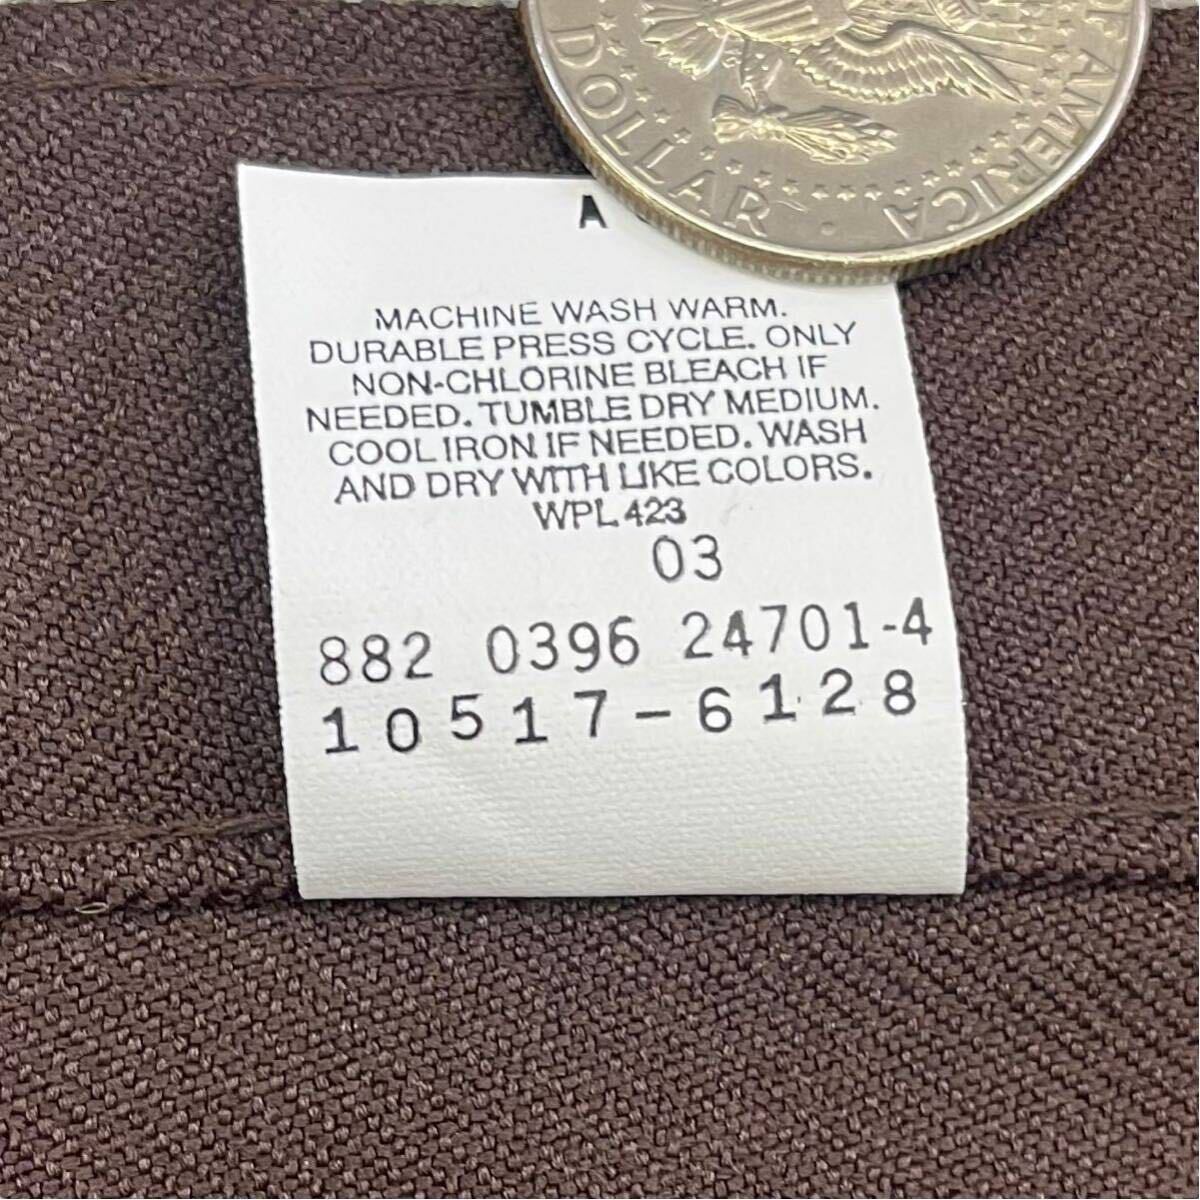 DOLLAR · AMERICA
A
MACHINE WASH WARM.
DURABLE PRESS CYCLE. ONLY
NON-CHLORINE BLEACH IF
NEEDED. TUMBLE DRY MEDIUM.
COOL IRON IF NEEDED. WASH
AND DRY WITH LIKE COLORS.
WPL 423
03
882 0396 24701-4
10517-6128